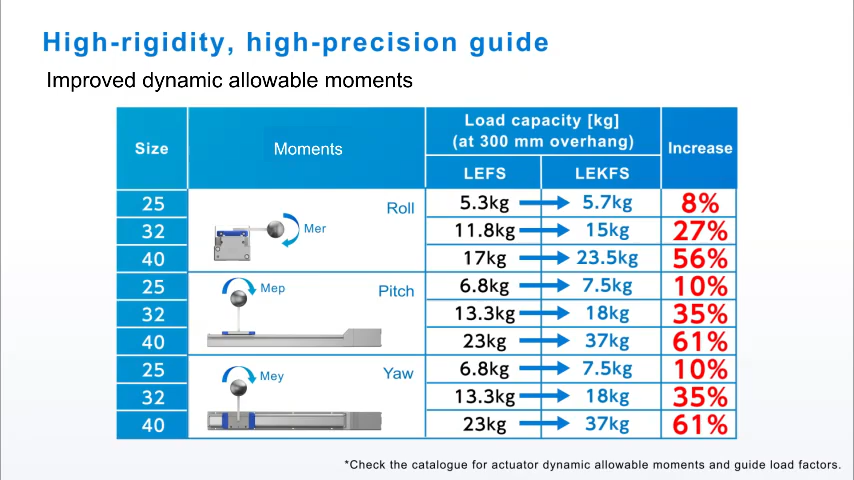 High-rigidity, high-precision guide
Improved dynamic allowable moments
Size Moments Load capacity [kg] (at 300 mm overhang) Increase
LEFS LEKFS
Roll
Mer
25 5.3kg 5.7kg 8%
32 11.8kg 15kg 27%
40 17kg 23.5kg 56%
Pitch
Mep
25 6.8kg 7.5kg 10%
32 13.3kg 18kg 35%
40 23kg 37kg 61%
Yaw
Mey
25 6.8kg 7.5kg 10%
32 13.3kg 18kg 35%
40 23kg 37kg 61%
*Check the catalogue for actuator dynamic allowable moments and guide load factors.